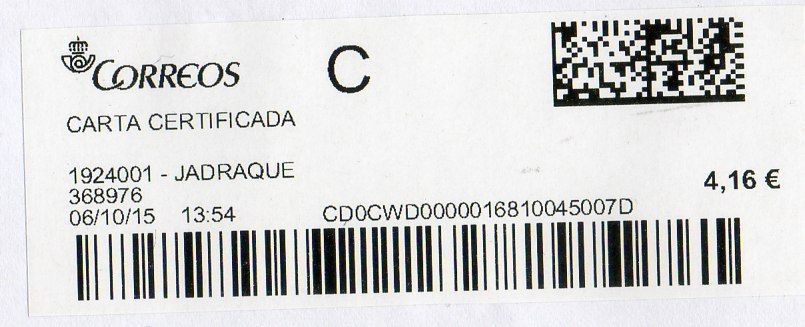 CORREOS
C
CARTA CERTIFICADA
1924001 - JADRAQUE
368976
4,16 €
06/10/15 13:54 CD0CWD0000016810045007D